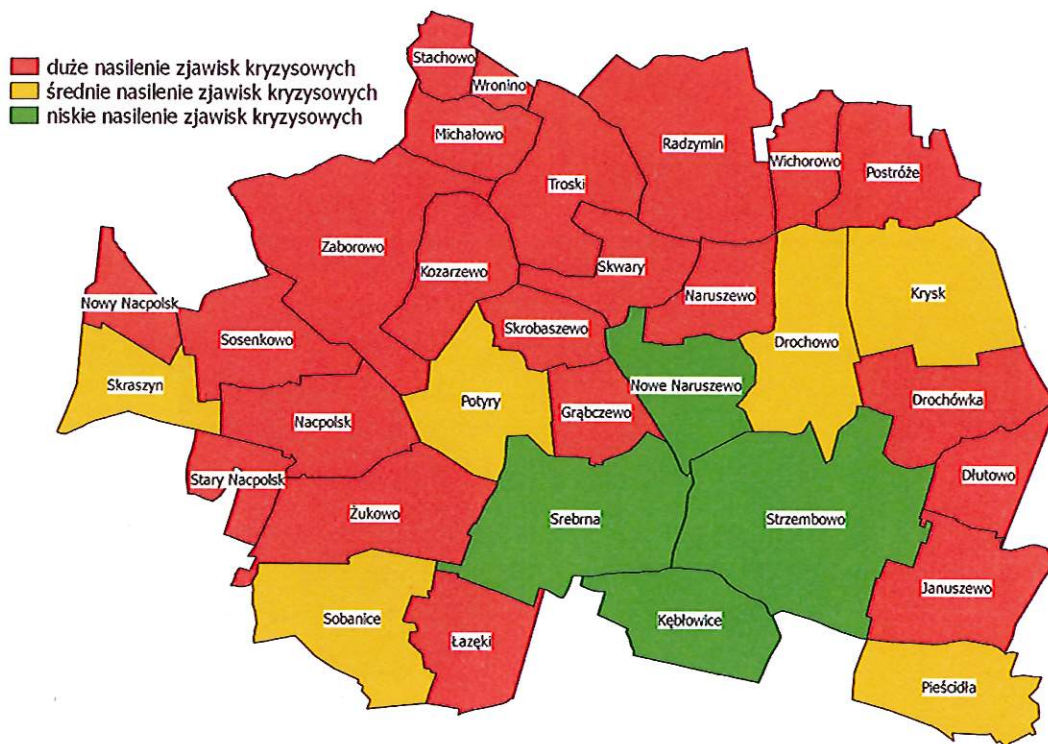 duże nasilenie zjawisk kryzysowych
średnie nasilenie zjawisk kryzysowych
niskie nasilenie zjawisk kryzysowych
Stachowo
Wronino
Michałowo
Radzymin
Wichorowo
Postróże
Troski
Zaborowo
Kozarzewo
Skwary
Naruszewo
Krysk
Nowy Nacpolsk
Sosenkowo
Skrobaszewo
Drochowo
Skraszyn
Potyry
Nowe Naruszewo
Grąbczewo
Drochówka
Nacpolsk
Stary Nacpolsk
Dłutowo
Żukowo
Srebrna
Strzembowo
Januszewo
Sobanice
Łazęki
Kębłowice
Pieścidła